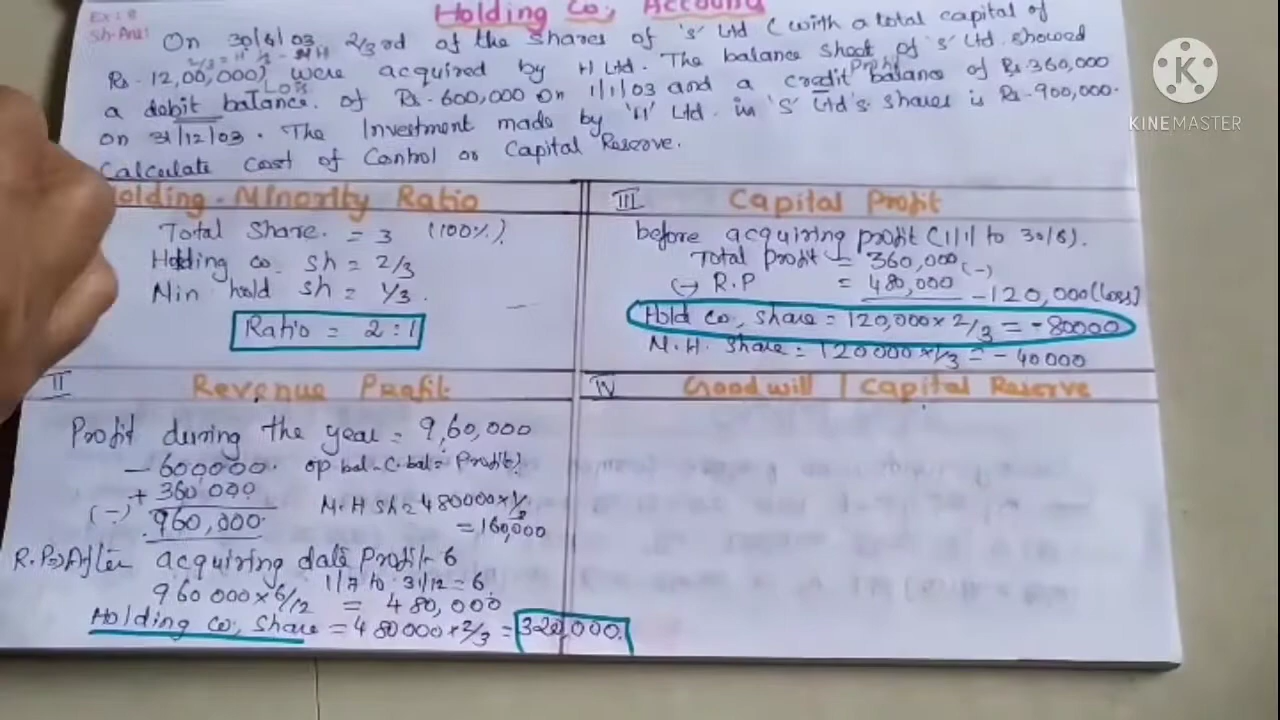 Holding Co, Account
Ex: 8
Sh-Ans!
On 30/6/03 2/3rd of the shares of 'S' Ltd (with a total capital of
Rs. 12,00,000) were acquired by H Ltd. The balance sheet of 'S' Ltd. showed
Loss
Profit
a debit balance. of Rs. 600,000 on 1/1/03 and a credit balance of Rs. 360,000
on 31/12/03. The Investment made by 'H' Ltd. in 'S' Ltd's shares is Rs. 900,000.
Calculate cost of Control or Capital Reserve.
Holding-Minority Ratio
Total Share. = 3 (100%)
Holding co. sh = 2/3
Min hold sh = 1/3.
Ratio = 2:1
II Revenue Profit
Profit during the year = 9,60,000
- 600000. op bal - C. bal = Profit!
+ 360,000
(-) 960,000.
M.H Sh = 480000 x 1/3
= 160,000
R.P=) After acquiring date Profit - 6
1/7 to 31/12 = 6.
960 000 x 6/12 = 480,000
Holding co, Share = 480000 x 2/3 = 320,000.
III Capital Profit
before acquiring profit (1/1 to 30/6).
Total profit = 360,000 (-)
(-) R.P = 480,000 - 120,000 (loss)
Hold co, share = 120,000 x 2/3 = - 80000
M.H. Share = 120000 x 1/3 = - 40000
IV Goodwill / Capital Reserve
K
KINEMASTER